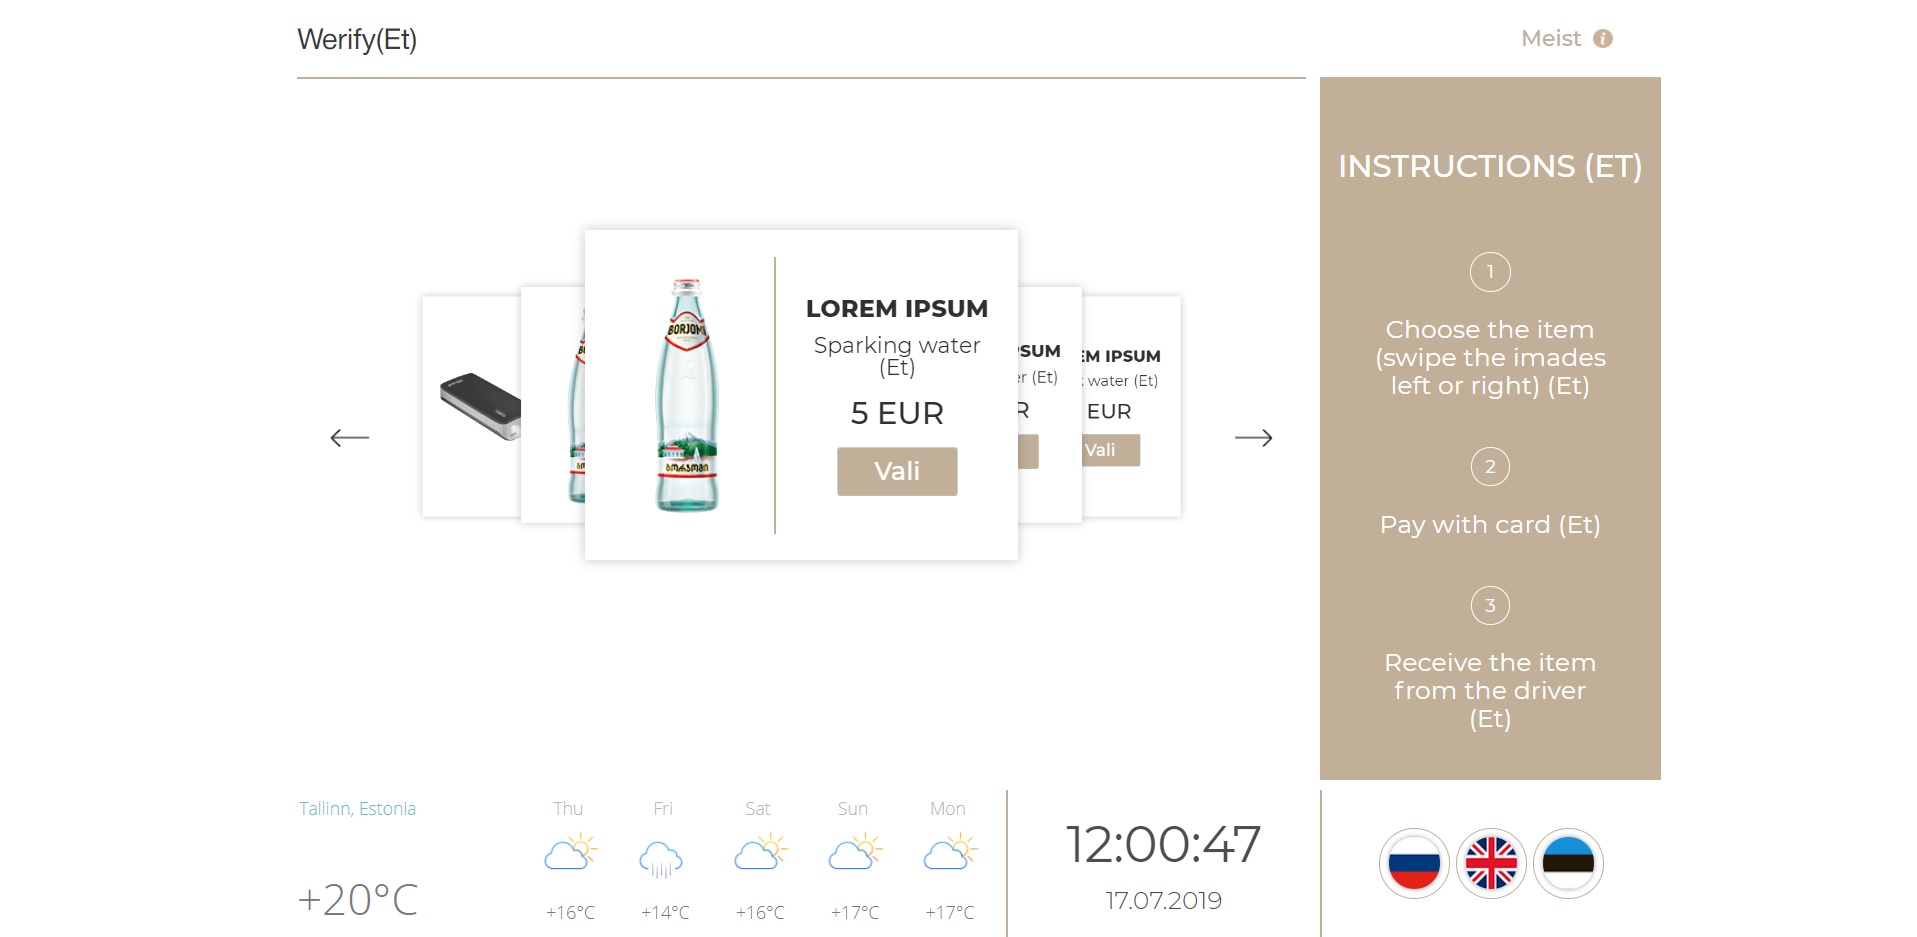 Werify(Et)
Meist
LOREM IPSUM
Sparking water
(Et)
5 EUR
Vali
BORJOMI
ბორჯომი
(Et)
EM IPSUM
water (Et)
EUR
Vali
INSTRUCTIONS (ET)
1
Choose the item
(swipe the imades
left or right) (Et)
2
Pay with card (Et)
3
Receive the item
from the driver
(Et)
Tallinn, Estonia
+20°C
Thu
Fri
Sat
Sun
Mon
+16°C
+14°C
+16°C
+17°C
+17°C
12:00:47
17.07.2019